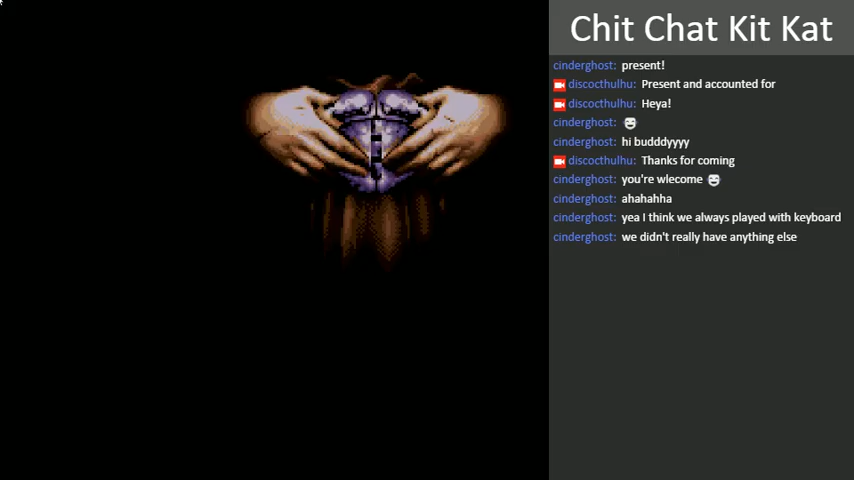 Chit Chat Kit Kat
cinderghost: present!
discocthulhu: Present and accounted for
discocthulhu: Heya!
cinderghost:
cinderghost: hi budddyyyy
discocthulhu: Thanks for coming
cinderghost: you're wlecome
cinderghost: ahahahha
cinderghost: yea I think we always played with keyboard
cinderghost: we didn't really have anything else